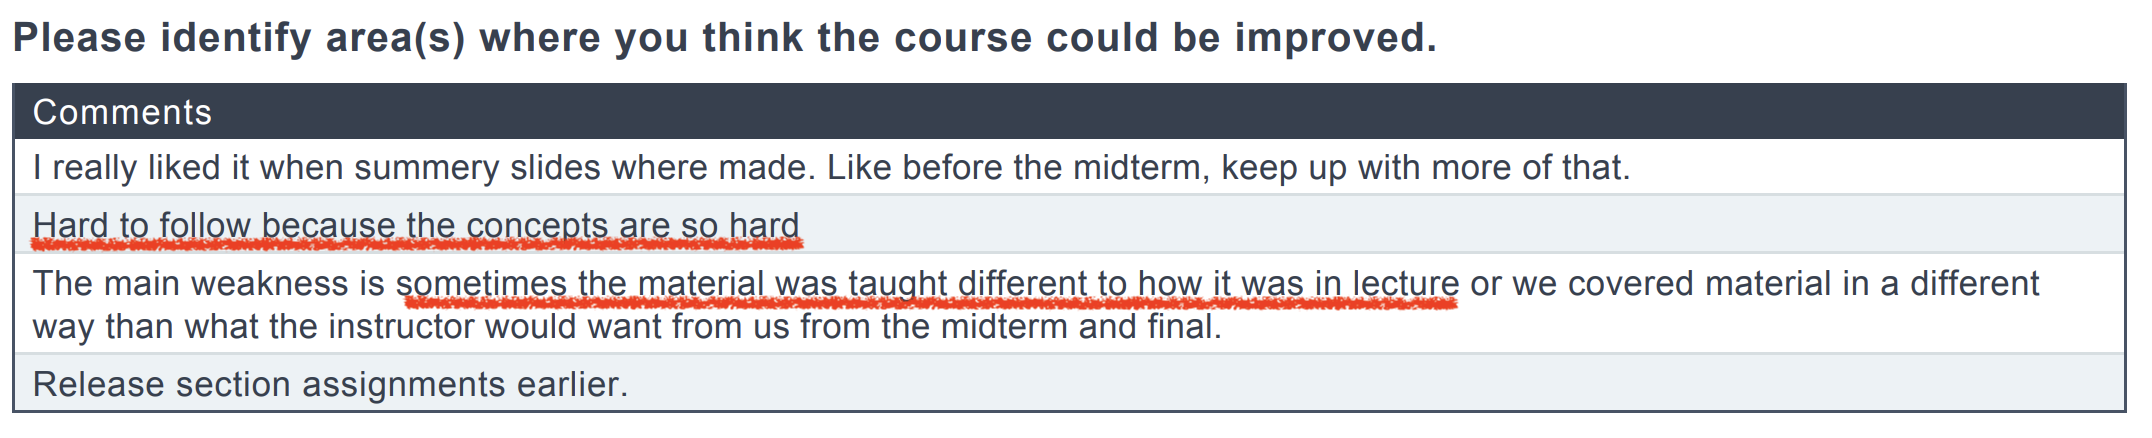 Please identify area(s) where you think the course could be improved.
Comments
I really liked it when summery slides where made. Like before the midterm, keep up with more of that.
Hard to follow because the concepts are so hard
The main weakness is sometimes the material was taught different to how it was in lecture or we covered material in a different
way than what the instructor would want from us from the midterm and final.
Release section assignments earlier.